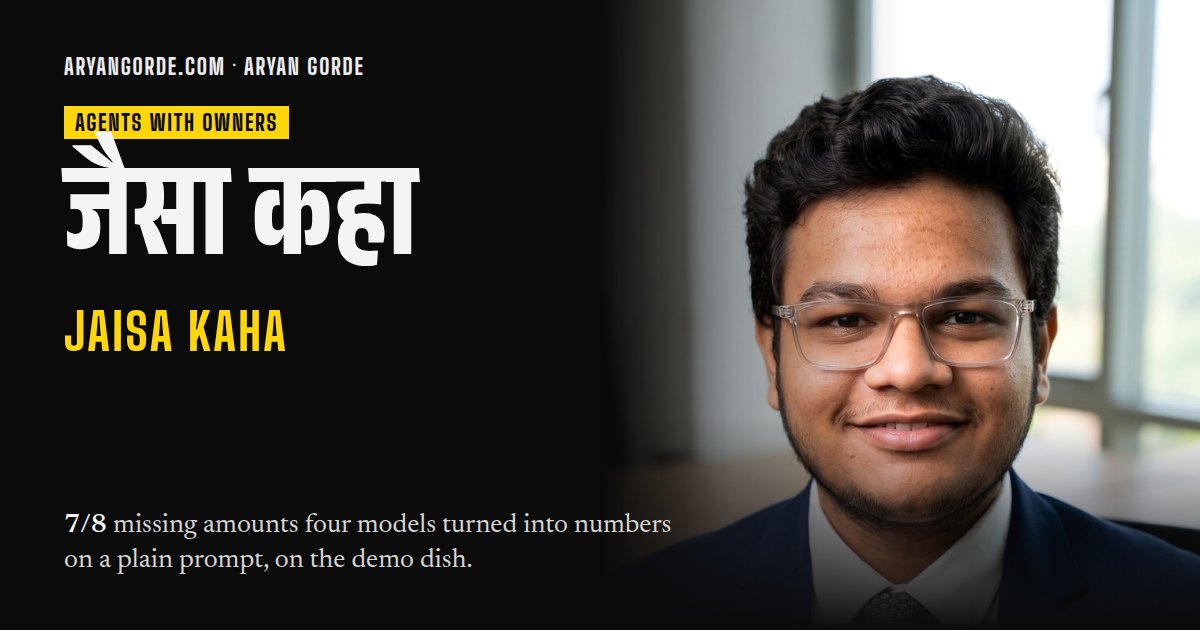 ARYANGORDE.COM · ARYAN GORDE
AGENTS WITH OWNERS
जैसा कहा
JAISA KAHA
7/8 missing amounts four models turned into numbers
on a plain prompt, on the demo dish.